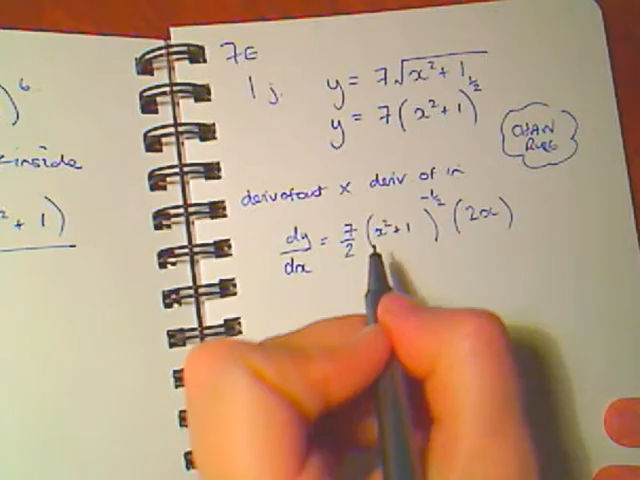 )^6
-inside
² + 1)
7E
1 j. y = 7√x² + 1
y = 7(x² + 1)^½
CHAIN
RULE
deriv of out × deriv of in
dy/dx = 7/2 (x² + 1)^-½ (2x)